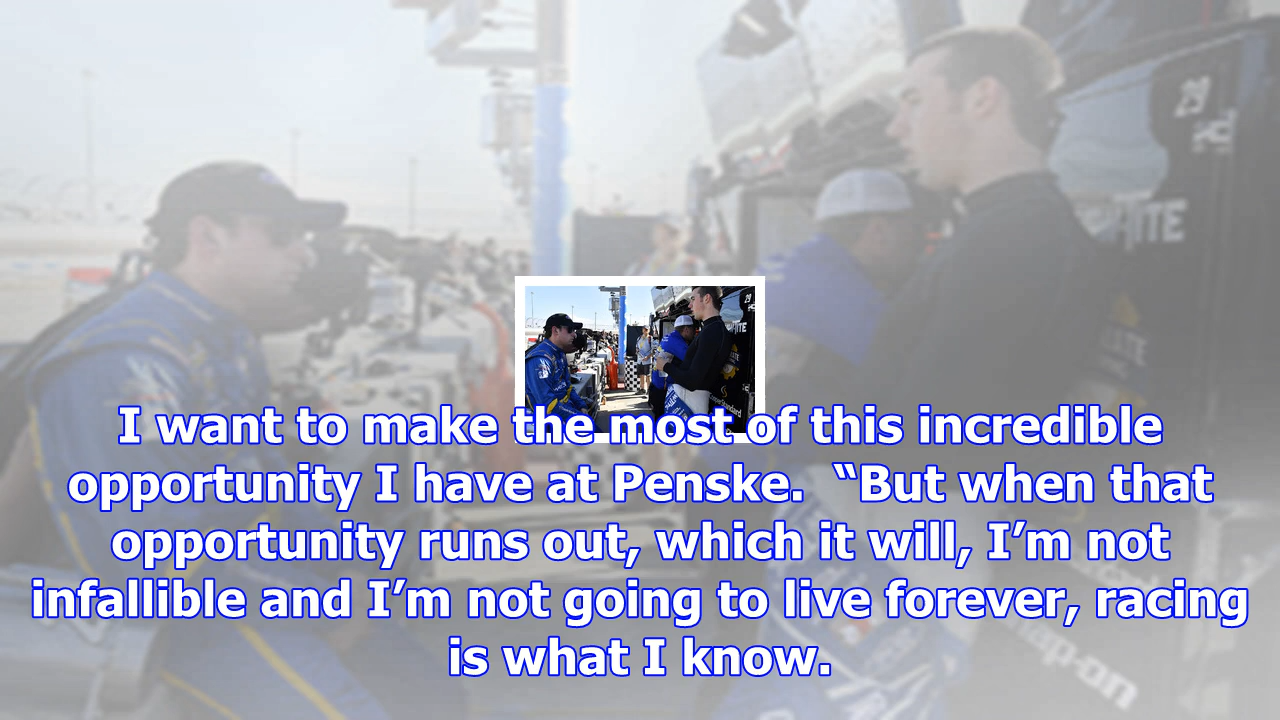 29
I want to make the most of this incredible
opportunity I have at Penske.  “But when that
opportunity runs out, which it will, I’m not
infallible and I’m not going to live forever, racing
is what I know.